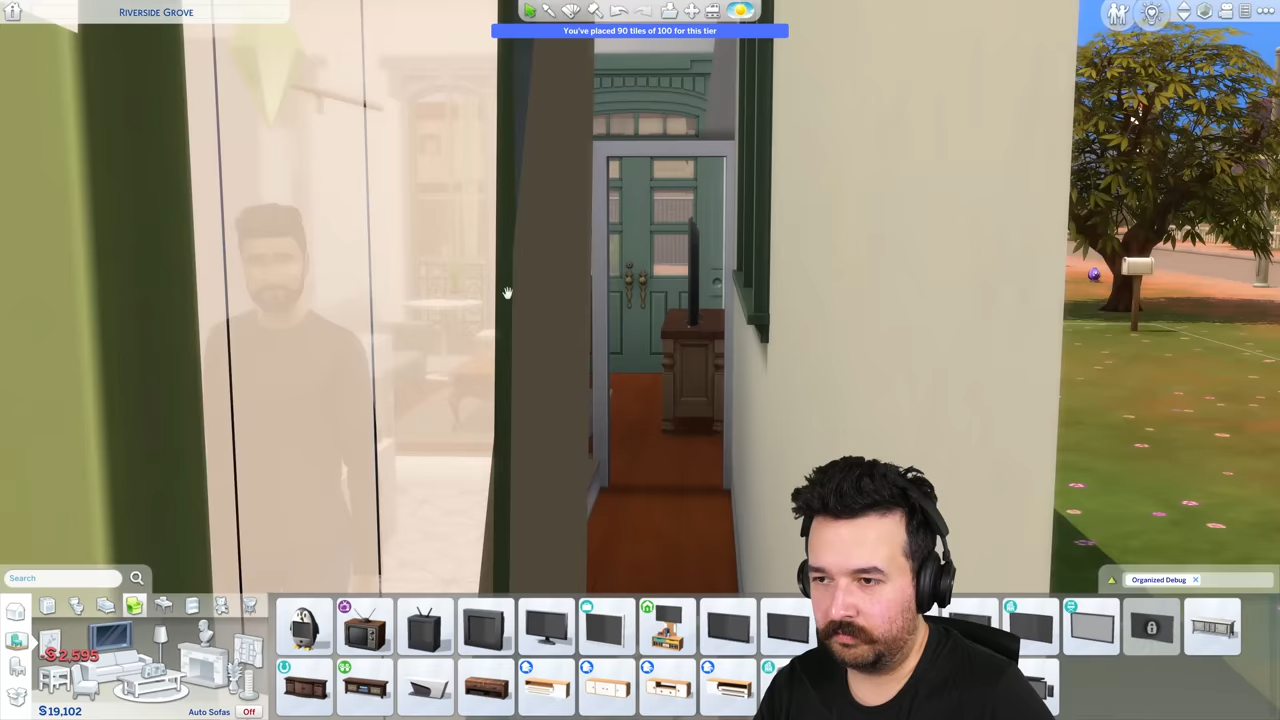 RIVERSIDE GROVE
You've placed 90 tiles of 100 for this tier
Search
Organized Debug
$2,595
$19,102
Auto Sofas Off